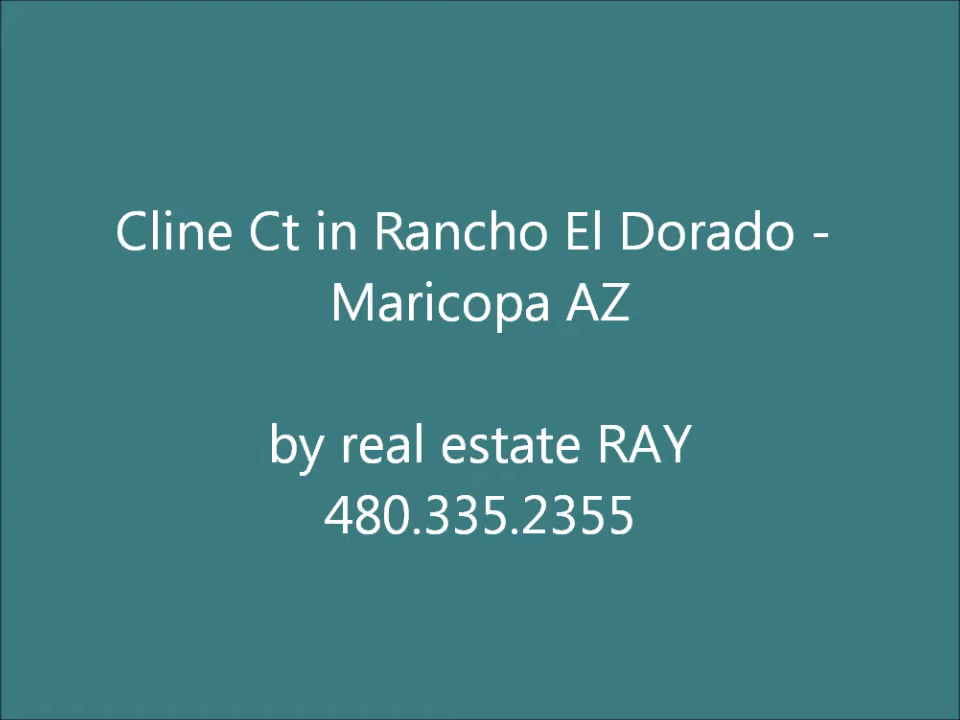 Cline Ct in Rancho El Dorado -
Maricopa AZ
by real estate RAY
480.335.2355